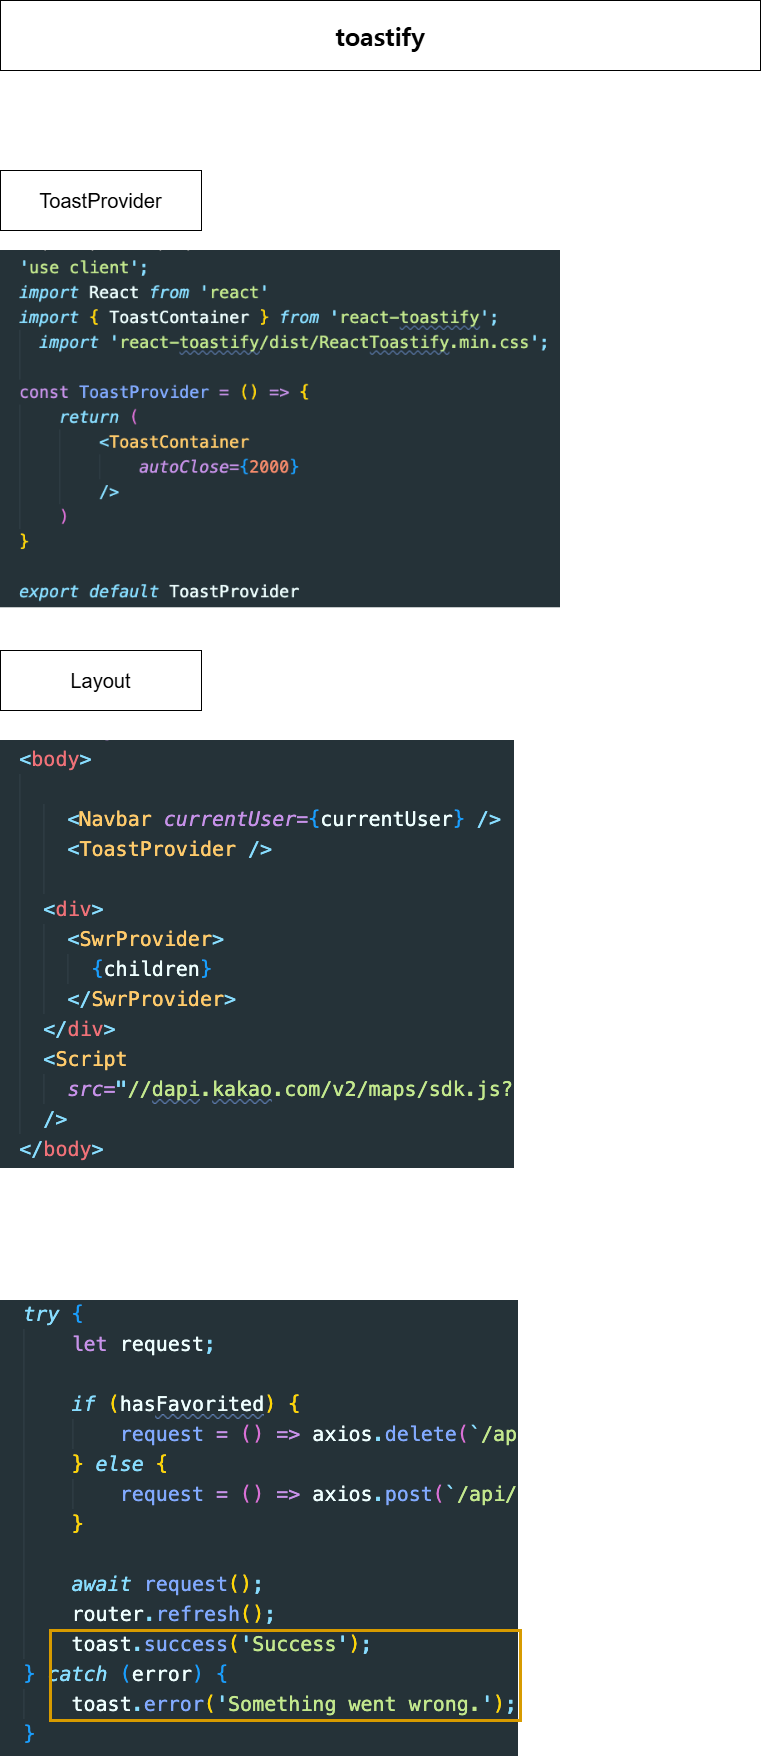 toastify
ToastProvider
'use client';
import React from 'react'
import { ToastContainer } from 'react-toastify';
import 'react-toastify/dist/ReactToastify.min.css';
const ToastProvider = () => {
return (
<ToastContainer
autoClose={2000}
/>
)
}
export default ToastProvider
Layout
<body>
<Navbar currentUser={currentUser} />
<ToastProvider />
<div>
<SwrProvider>
{children}
</SwrProvider>
</div>
<Script
src="//dapi.kakao.com/v2/maps/sdk.js?
/>
</body>
try {
let request;
if (hasFavorited) {
request = () => axios.delete(`/ap
} else {
request = () => axios.post(`/api/
}
await request();
router.refresh();
toast.success('Success');
} catch (error) {
toast.error('Something went wrong.');
}